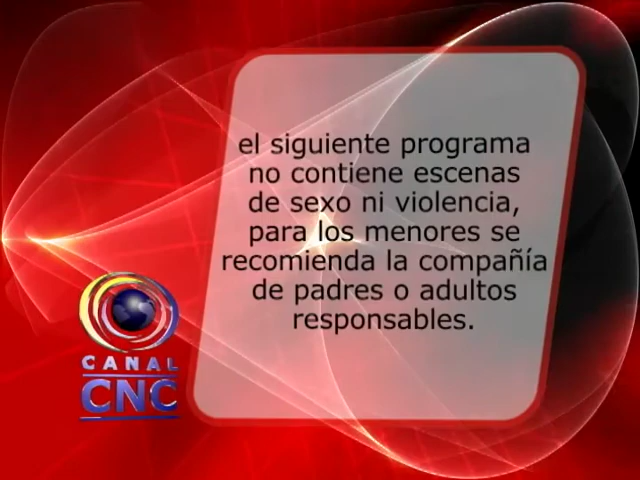 el siguiente programa
no contiene escenas
de sexo ni violencia,
para los menores se
recomienda la compañía
de padres o adultos
responsables.
CANAL
CNC